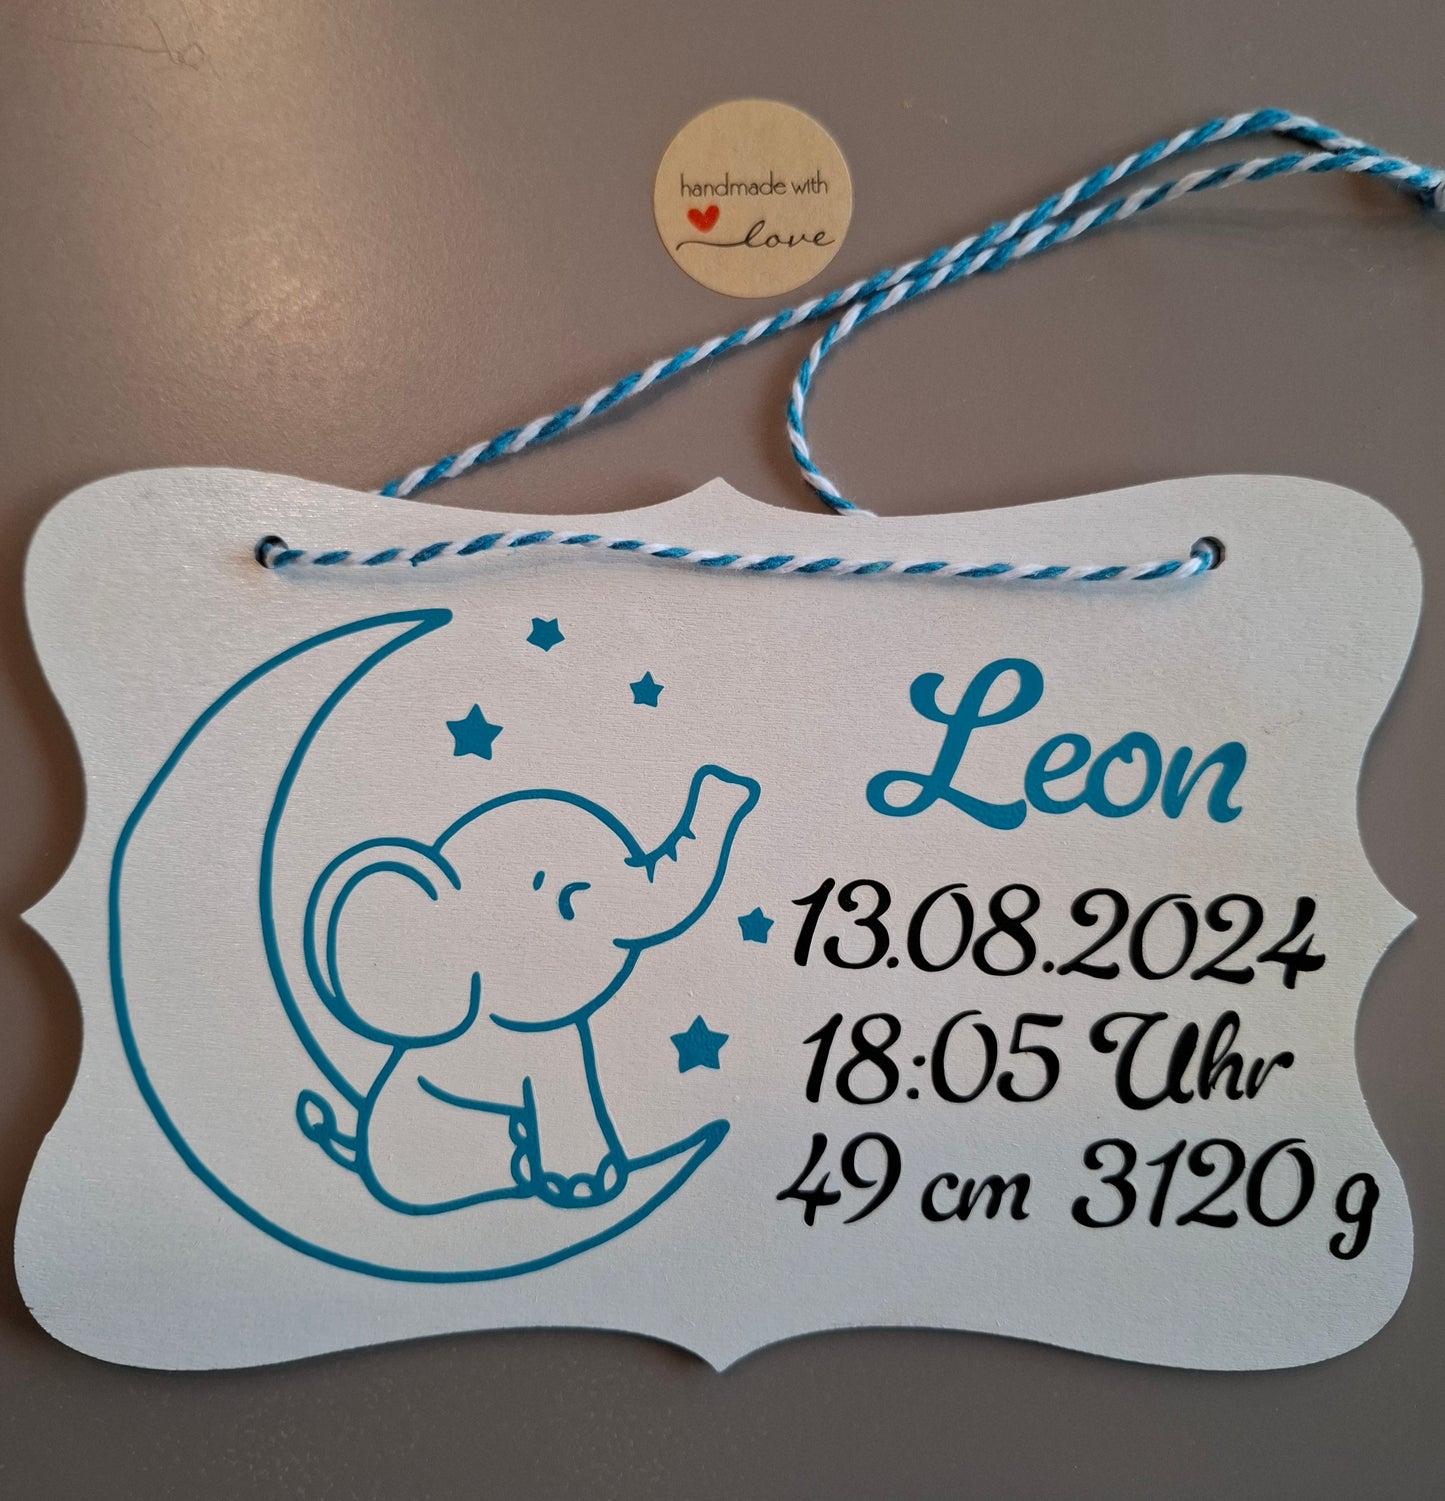 handmade with
love
Leon
13.08.2024
18:05 Uhr
49 cm 3120 g